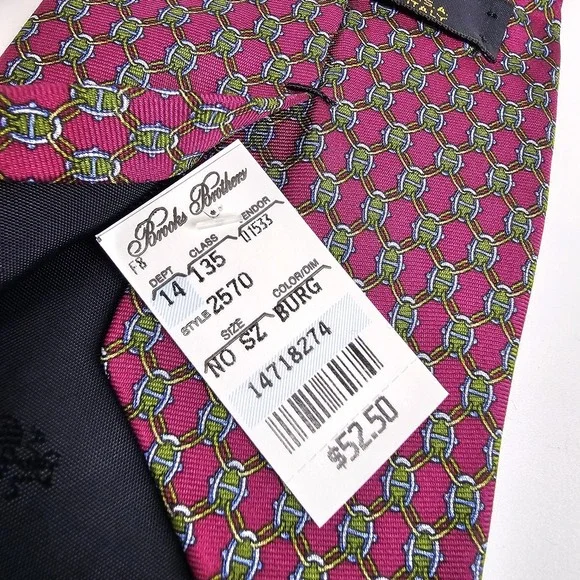 Brooks Brothers
F8
DEPT CLASS VENDOR
14 135 U1533
STYLE 2570
SIZE COLOR/DIM
NO SZ BURG
14718274
$52.50